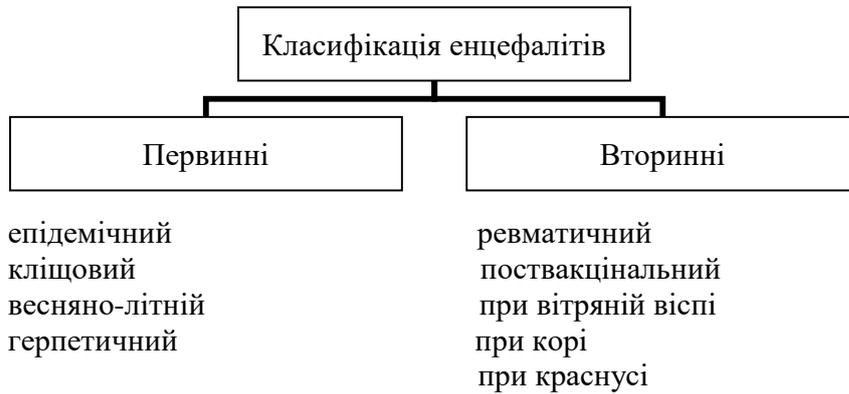 Класифікація енцефалітів
Первинні
Вторинні
епідемічний
кліщовий
весняно-літній
герпетичний
ревматичний
поствакцінальний
при вітряній віспі
при корі
при краснусі